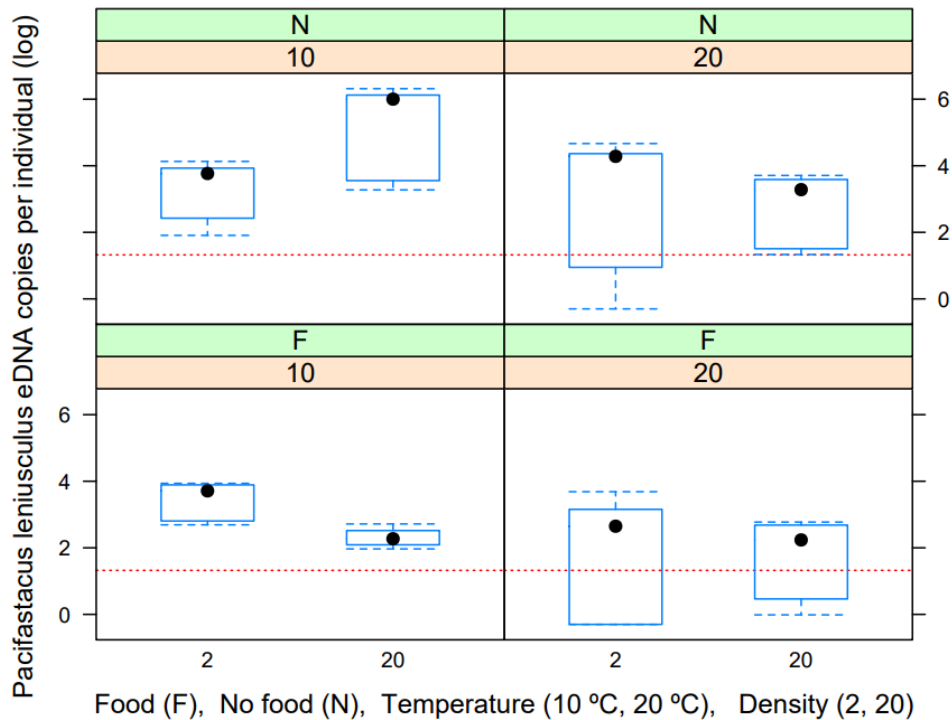 Pacifastacus leniusculus eDNA copies per individual (log)
N N
10 20
6
4
2
0
F F
10 20
6
4
2
0
2 20 2 20
Food (F), No food (N), Temperature (10 ºC, 20 ºC), Density (2, 20)